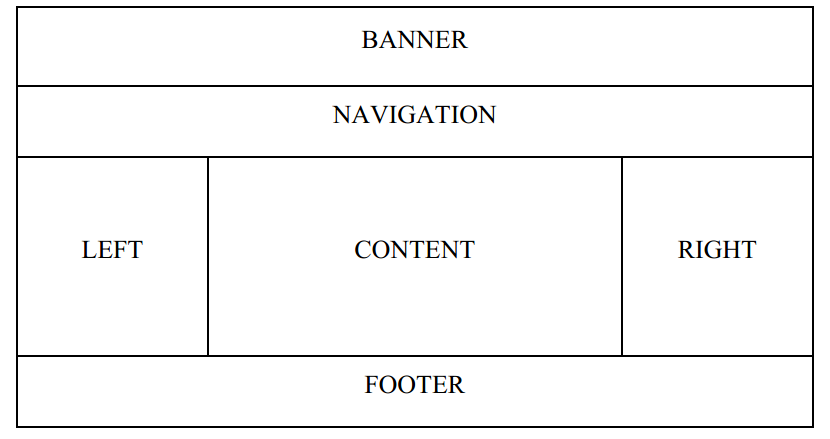 BANNER
NAVIGATION
LEFT
CONTENT
RIGHT
FOOTER